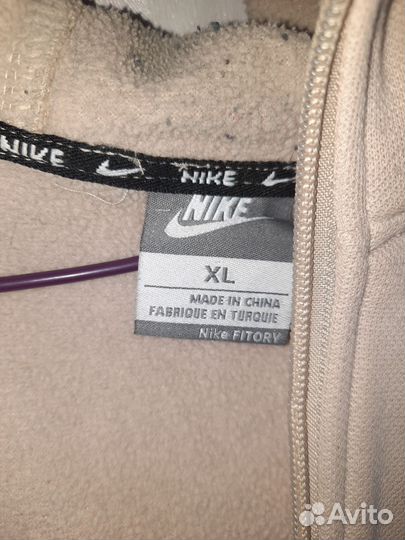 NIKE NIKE
NIKE
XL
MADE IN CHINA
FABRIQUE EN TURQUIE
Nike FITORY
Avito